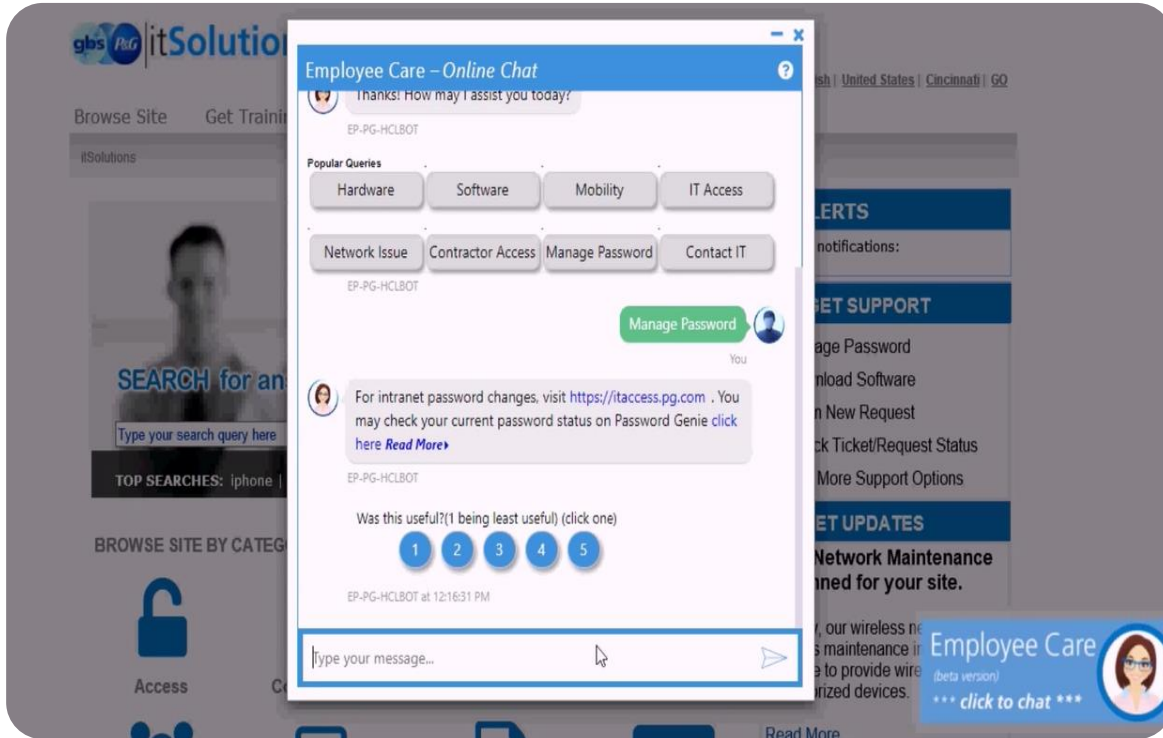 gbs P&G itSolution
ish | United States | Cincinnati | GO
Browse Site Get Trainin
itSolutions
Employee Care – Online Chat ?
Thanks! How may I assist you today?
EP-PG-HCLBOT
Popular Queries
Hardware Software Mobility IT Access
Network Issue Contractor Access Manage Password Contact IT
EP-PG-HCLBOT
Manage Password
You
For intranet password changes, visit https://itaccess.pg.com . You
may check your current password status on Password Genie click
here Read More
EP-PG-HCLBOT
Was this useful?(1 being least useful) (click one)
1 2 3 4 5
EP-PG-HCLBOT at 12:16:31 PM
Type your message...
SEARCH for an
Type your search query here
TOP SEARCHES: iphone |
BROWSE SITE BY CATEG
Access
LERTS
notifications:
GET SUPPORT
age Password
nload Software
n New Request
ck Ticket/Request Status
More Support Options
ET UPDATES
Network Maintenance
nned for your site.
, our wireless ne
s maintenance in
e to provide wire
orized devices.
Read More
Employee Care
(beta version)
*** click to chat ***